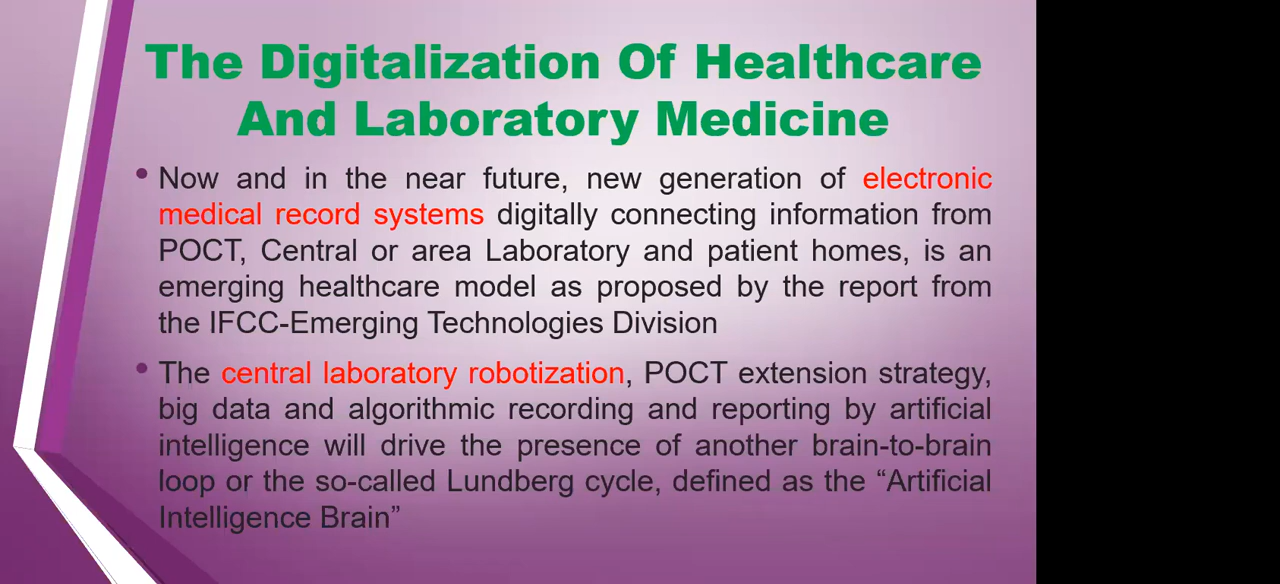 The Digitalization Of Healthcare
And Laboratory Medicine
• Now and in the near future, new generation of electronic
medical record systems digitally connecting information from
POCT, Central or area Laboratory and patient homes, is an
emerging healthcare model as proposed by the report from
the IFCC-Emerging Technologies Division
• The central laboratory robotization, POCT extension strategy,
big data and algorithmic recording and reporting by artificial
intelligence will drive the presence of another brain-to-brain
loop or the so-called Lundberg cycle, defined as the “Artificial
Intelligence Brain”